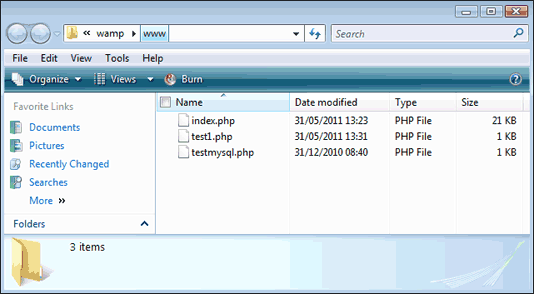 « wamp www Search
File Edit View Tools Help
Organize Views Burn ?
Favorite Links
Documents
Pictures
Recently Changed
Searches
More »
Folders
Name Date modified Type Size
index.php 31/05/2011 13:23 PHP File 21 KB
test1.php 31/05/2011 13:31 PHP File 1 KB
testmysql.php 31/12/2010 08:40 PHP File 1 KB
3 items